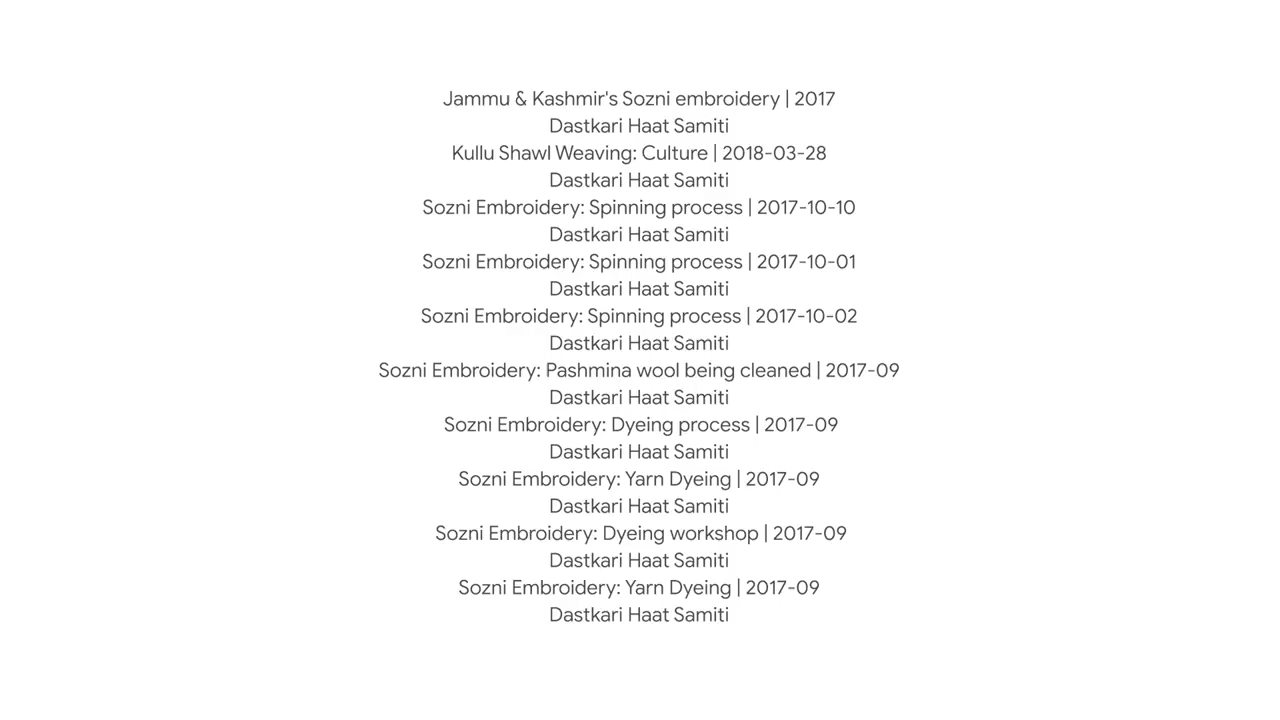 Jammu & Kashmir's Sozni embroidery | 2017
Dastkari Haat Samiti
Kullu Shawl Weaving: Culture | 2018-03-28
Dastkari Haat Samiti
Sozni Embroidery: Spinning process | 2017-10-10
Dastkari Haat Samiti
Sozni Embroidery: Spinning process | 2017-10-01
Dastkari Haat Samiti
Sozni Embroidery: Spinning process | 2017-10-02
Dastkari Haat Samiti
Sozni Embroidery: Pashmina wool being cleaned | 2017-09
Dastkari Haat Samiti
Sozni Embroidery: Dyeing process | 2017-09
Dastkari Haat Samiti
Sozni Embroidery: Yarn Dyeing | 2017-09
Dastkari Haat Samiti
Sozni Embroidery: Dyeing workshop | 2017-09
Dastkari Haat Samiti
Sozni Embroidery: Yarn Dyeing | 2017-09
Dastkari Haat Samiti